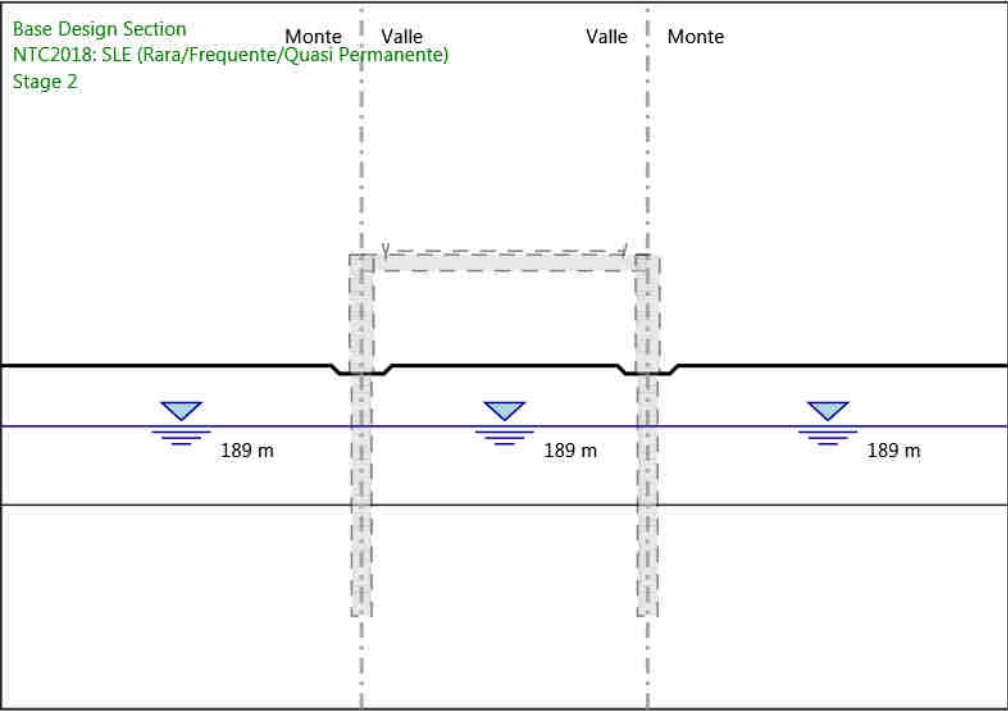 Base Design Section
Monte Valle Valle Monte
NTC2018: SLE (Rara/Frequente/Quasi Permanente)
Stage 2
189 m 189 m 189 m